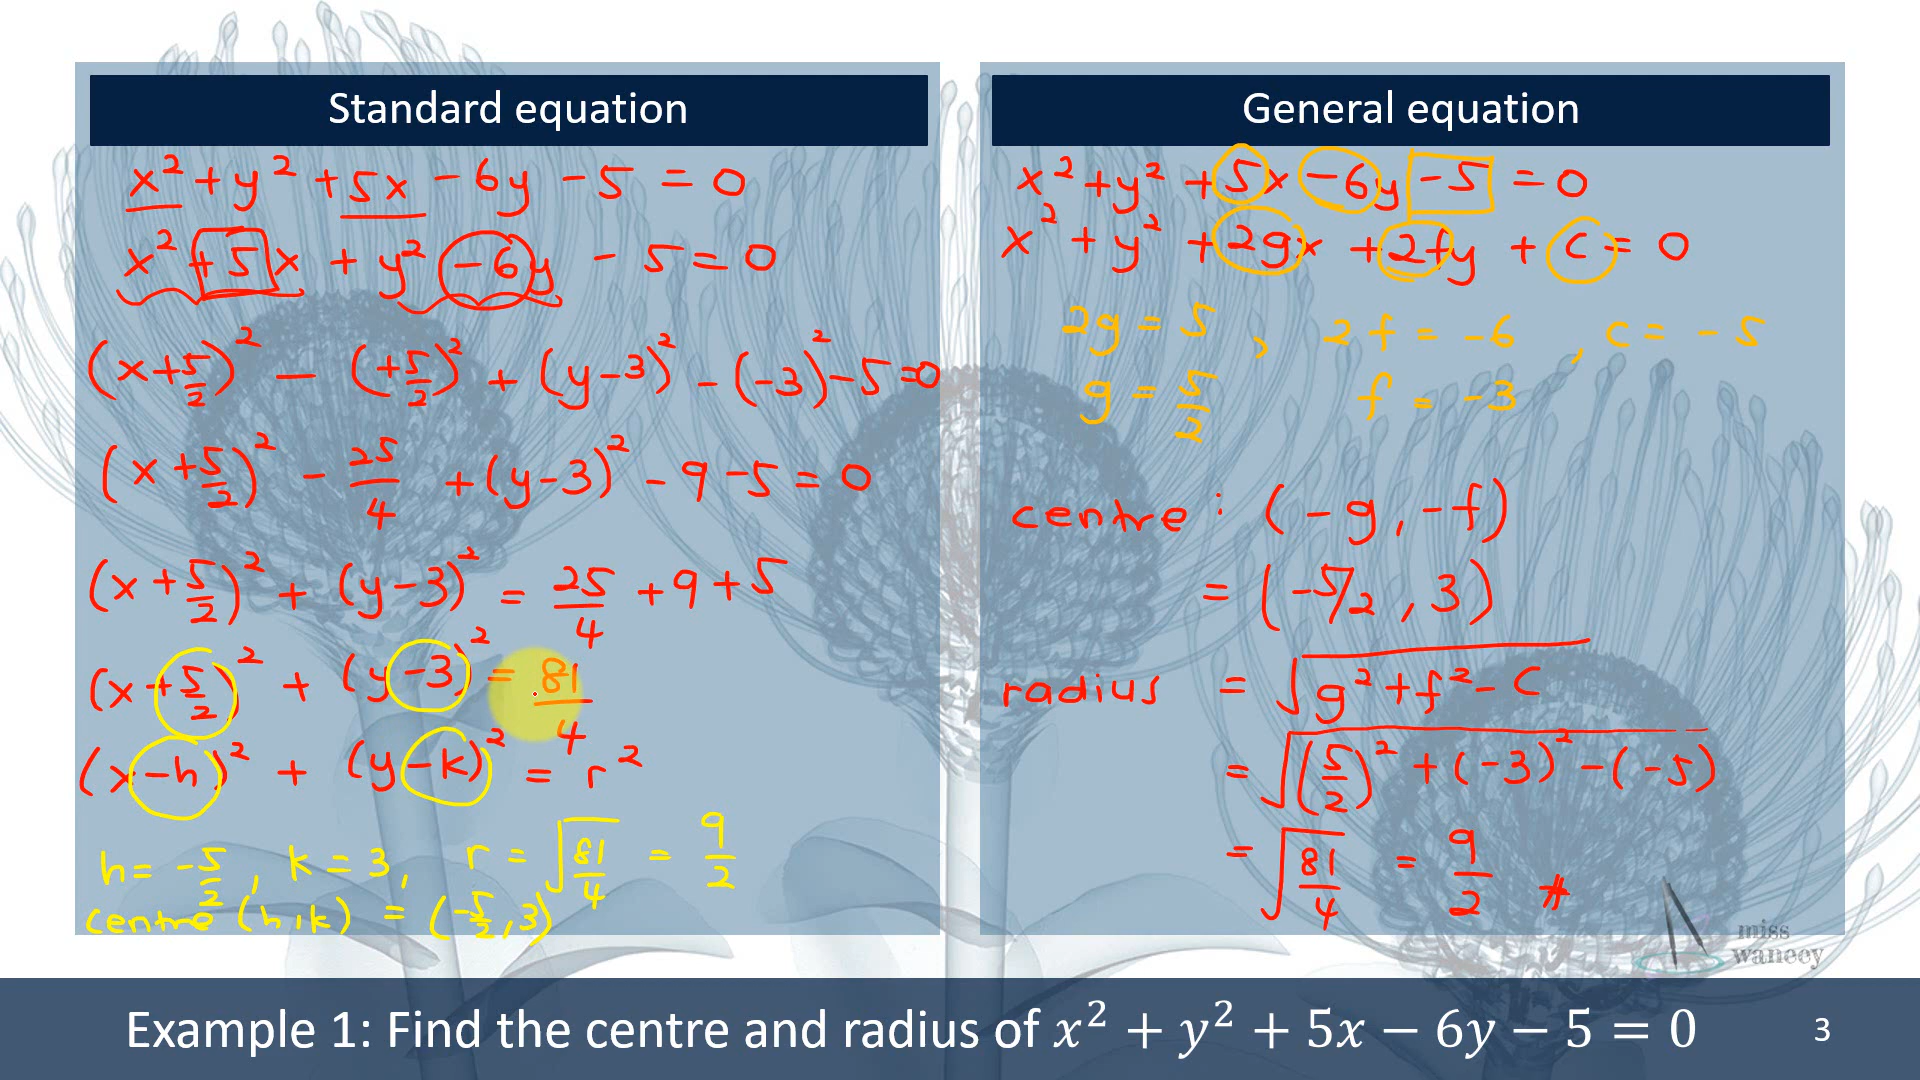 Standard equation
x² + y² + 5x - 6y - 5 = 0
x² + 5x + y² - 6y - 5 = 0
(x + 5/2)² - (+5/2)² + (y - 3)² - (-3)² - 5 = 0
(x + 5/2)² - 25/4 + (y - 3)² - 9 - 5 = 0
(x + 5/2)² + (y - 3)² = 25/4 + 9 + 5
(x + 5/2)² + (y - 3)² = 81/4
(x - h)² + (y - k)² = r²
h = -5/2, k = 3, r = √(81/4) = 9/2
centre (h, k) = (-5/2, 3)
General equation
x² + y² + 5x - 6y - 5 = 0
x² + y² + 2gx + 2fy + c = 0
2g = 5, 2f = -6, c = -5
g = 5/2 f = -3
centre : (-g, -f)
= (-5/2, 3)
radius = √(g² + f² - c)
= √((5/2)² + (-3)² - (-5))
= √(81/4) = 9/2 #
miss
wanooy
Example 1: Find the centre and radius of x² + y² + 5x − 6y − 5 = 0
3